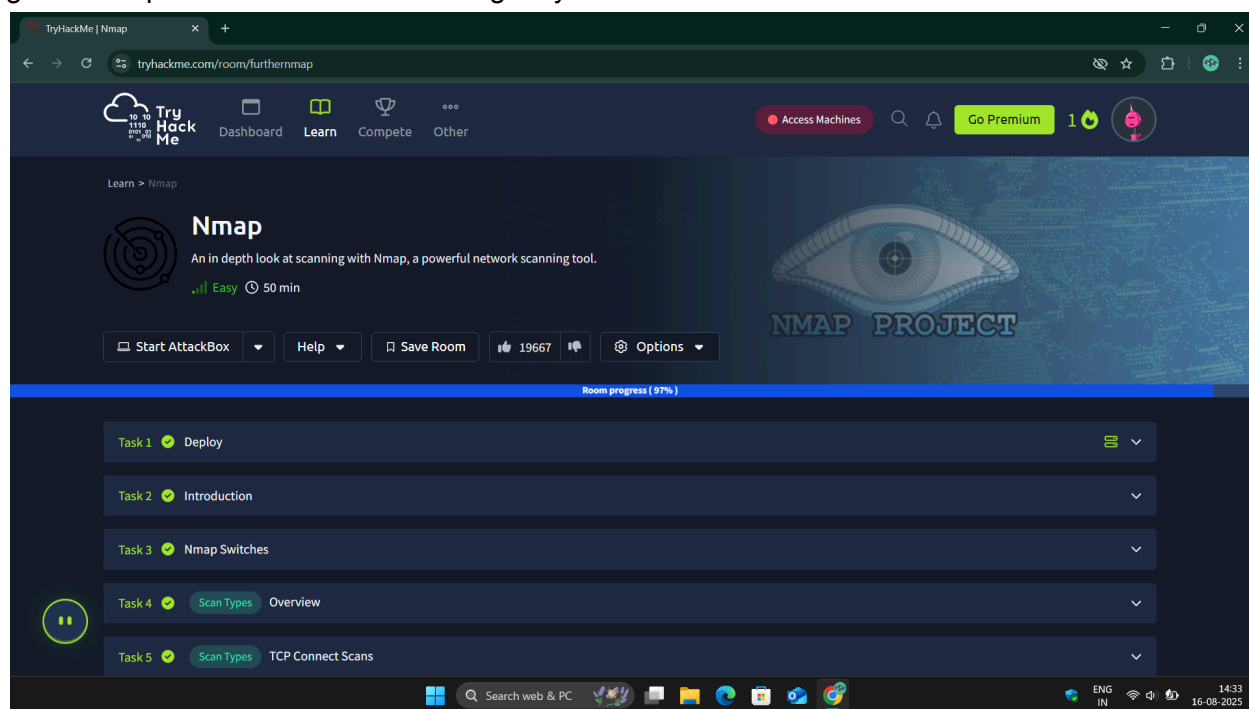 TryHackMe | Nmap
tryhackme.com/room/furthernmap
Try Hack Me
Dashboard
Learn
Compete
Other
Access Machines
Go Premium
1
Learn > Nmap
Nmap
An in depth look at scanning with Nmap, a powerful network scanning tool.
Easy 50 min
NMAP PROJECT
Start AttackBox
Help
Save Room
19667
Options
Room progress ( 97% )
Task 1 Deploy
Task 2 Introduction
Task 3 Nmap Switches
Task 4 Scan Types Overview
Task 5 Scan Types TCP Connect Scans
Search web & PC
ENG
IN
14:33
16-08-2025